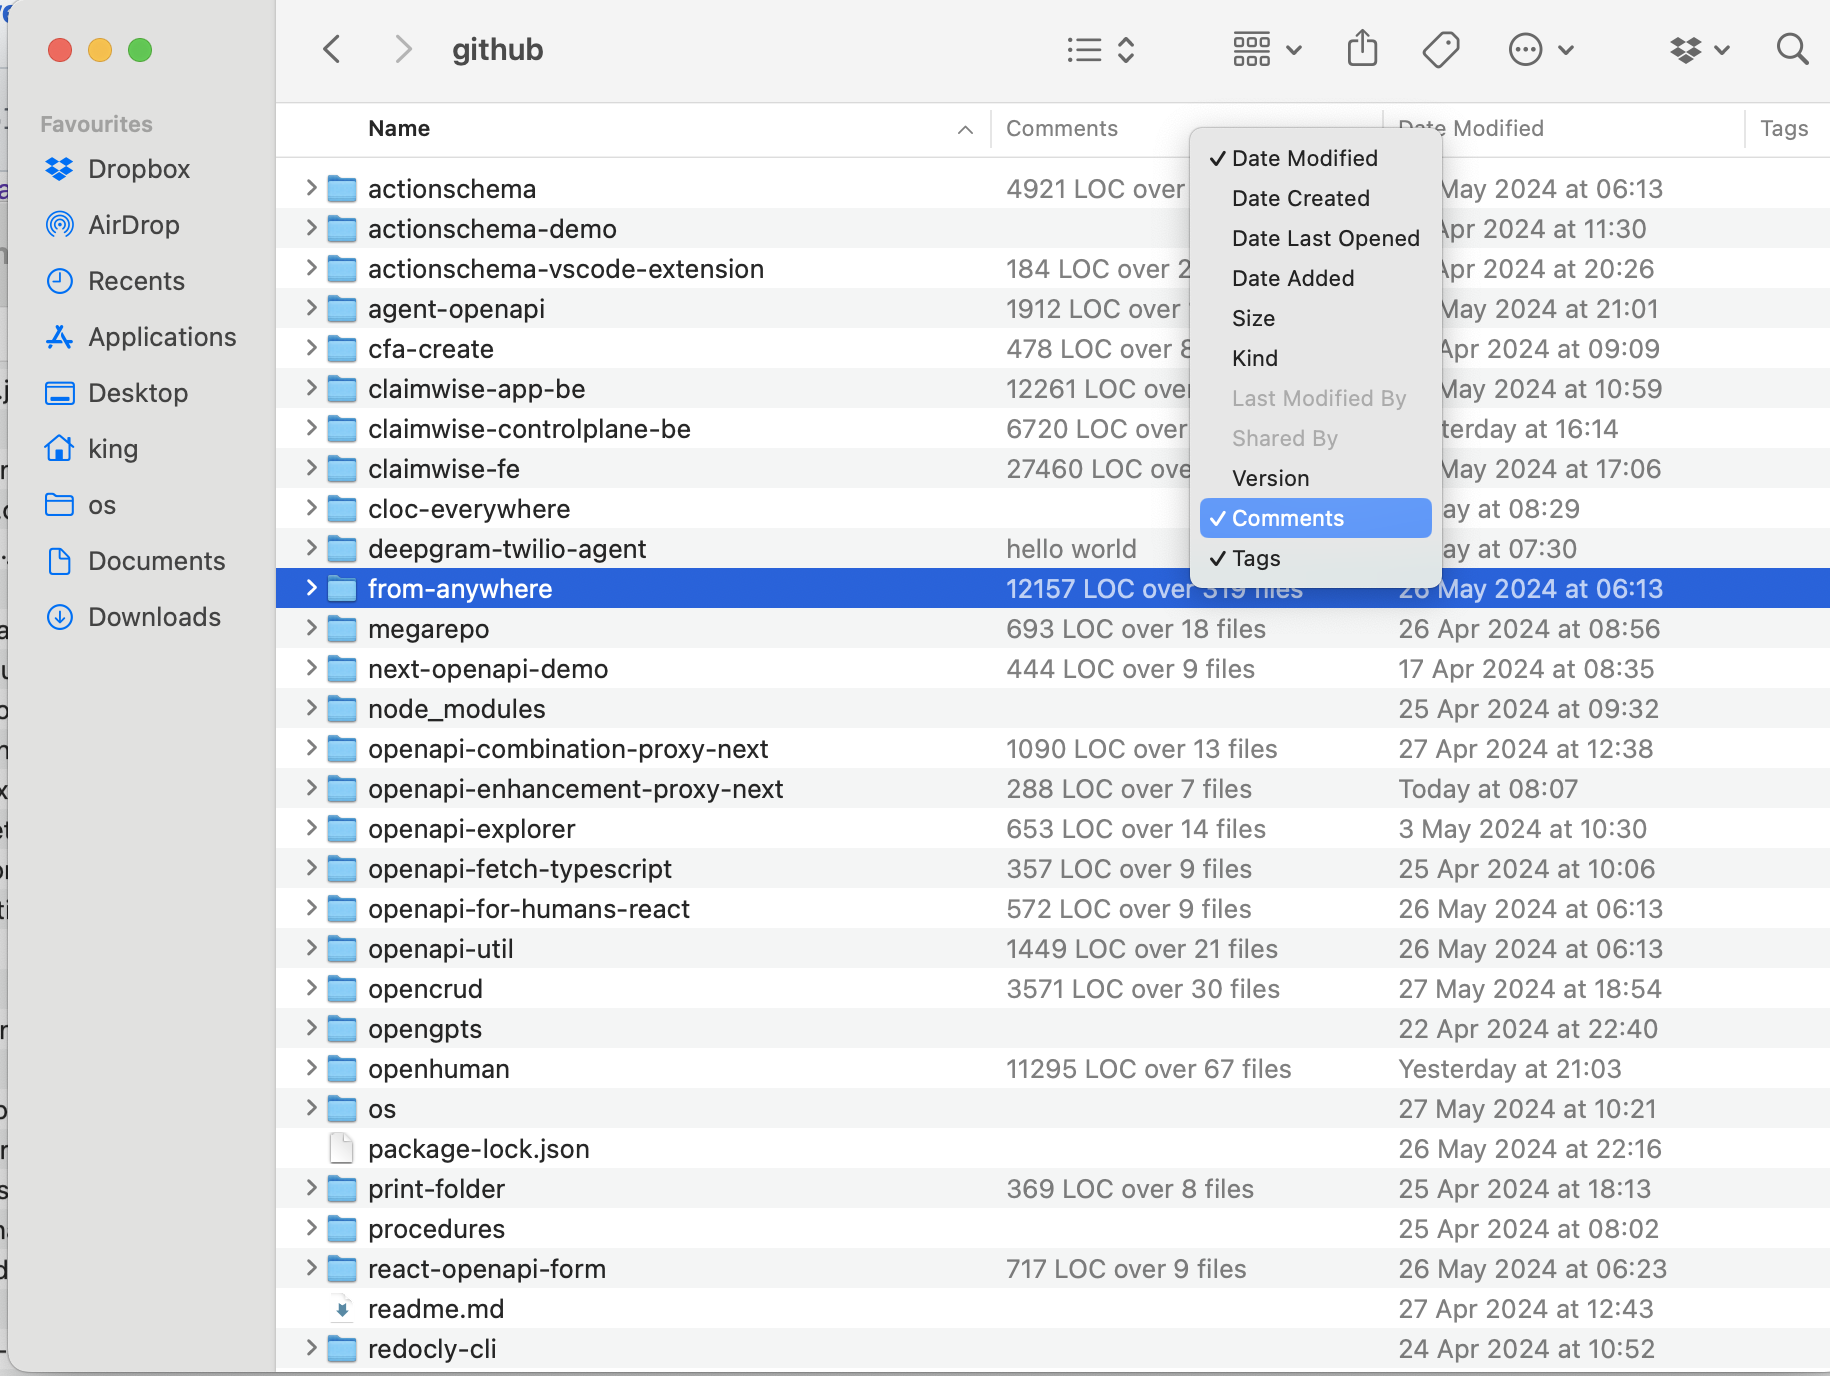 github
Favourites
Dropbox
AirDrop
Recents
Applications
Desktop
king
os
Documents
Downloads
Name Comments Date Modified Tags
actionschema 4921 LOC over May 2024 at 06:13
actionschema-demo Apr 2024 at 11:30
actionschema-vscode-extension 184 LOC over 2 Apr 2024 at 20:26
agent-openapi 1912 LOC over May 2024 at 21:01
cfa-create 478 LOC over 8 Apr 2024 at 09:09
claimwise-app-be 12261 LOC over May 2024 at 10:59
claimwise-controlplane-be 6720 LOC over terday at 16:14
claimwise-fe 27460 LOC ove May 2024 at 17:06
cloc-everywhere ay at 08:29
deepgram-twilio-agent hello world ay at 07:30
from-anywhere 12157 LOC over 319 files 26 May 2024 at 06:13
megarepo 693 LOC over 18 files 26 Apr 2024 at 08:56
next-openapi-demo 444 LOC over 9 files 17 Apr 2024 at 08:35
node_modules 25 Apr 2024 at 09:32
openapi-combination-proxy-next 1090 LOC over 13 files 27 Apr 2024 at 12:38
openapi-enhancement-proxy-next 288 LOC over 7 files Today at 08:07
openapi-explorer 653 LOC over 14 files 3 May 2024 at 10:30
openapi-fetch-typescript 357 LOC over 9 files 25 Apr 2024 at 10:06
openapi-for-humans-react 572 LOC over 9 files 26 May 2024 at 06:13
openapi-util 1449 LOC over 21 files 26 May 2024 at 06:13
opencrud 3571 LOC over 30 files 27 May 2024 at 18:54
opengpts 22 Apr 2024 at 22:40
openhuman 11295 LOC over 67 files Yesterday at 21:03
os 27 May 2024 at 10:21
package-lock.json 26 May 2024 at 22:16
print-folder 369 LOC over 8 files 25 Apr 2024 at 18:13
procedures 25 Apr 2024 at 08:02
react-openapi-form 717 LOC over 9 files 26 May 2024 at 06:23
readme.md 27 Apr 2024 at 12:43
redocly-cli 24 Apr 2024 at 10:52
✓ Date Modified
Date Created
Date Last Opened
Date Added
Size
Kind
Last Modified By
Shared By
Version
✓ Comments
✓ Tags